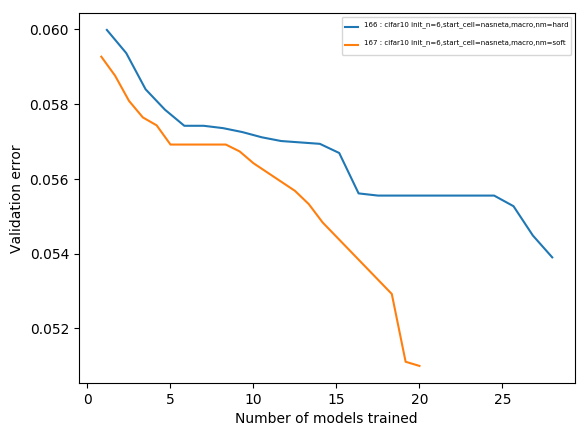 166 : cifar10 init_n=6,start_cell=nasneta,macro,nm=hard
167 : cifar10 init_n=6,start_cell=nasneta,macro,nm=soft
0.060
0.058
0.056
0.054
0.052
Validation error
0 5 10 15 20 25
Number of models trained